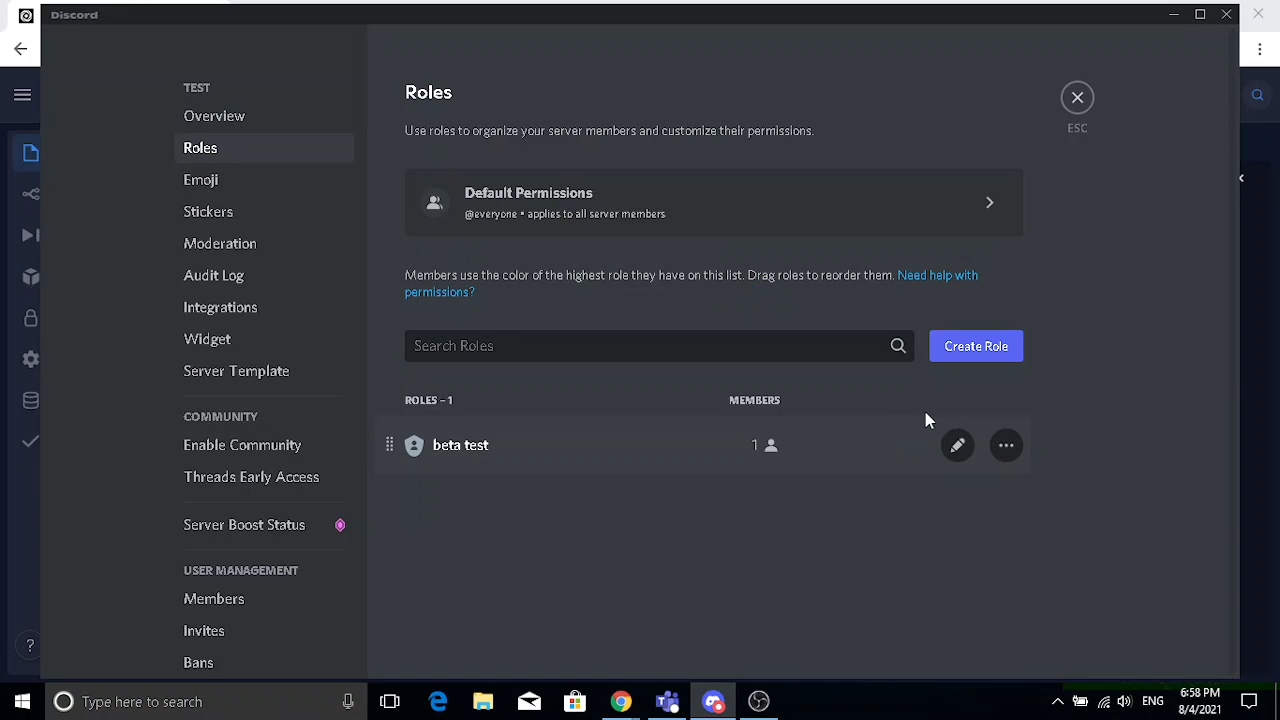 Discord
TEST
Overview
Roles
Emoji
Stickers
Moderation
Audit Log
Integrations
Widget
Server Template
COMMUNITY
Enable Community
Threads Early Access
Server Boost Status
USER MANAGEMENT
Members
Invites
Bans
Roles
Use roles to organize your server members and customize their permissions.
ESC
Default Permissions
@everyone • applies to all server members
Members use the color of the highest role they have on this list. Drag roles to reorder them. Need help with
permissions?
Search Roles
Create Role
ROLES – 1
MEMBERS
beta test
1
?
Type here to search
ENG
6:58 PM
8/4/2021